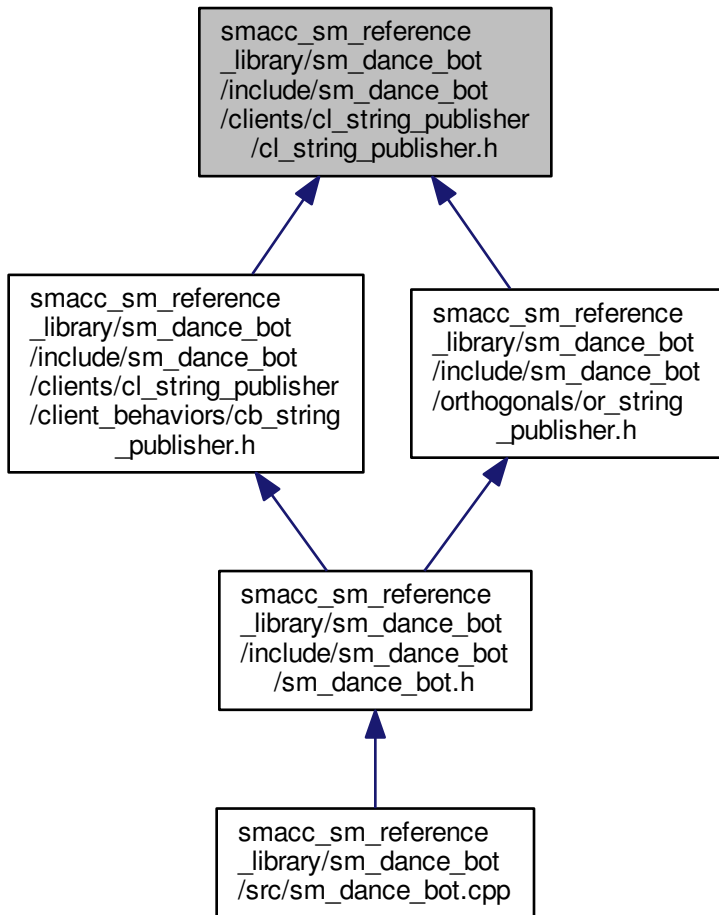 smacc_sm_reference
_library/sm_dance_bot
/include/sm_dance_bot
/clients/cl_string_publisher
/cl_string_publisher.h
smacc_sm_reference
_library/sm_dance_bot
/include/sm_dance_bot
/clients/cl_string_publisher
/client_behaviors/cb_string
_publisher.h
smacc_sm_reference
_library/sm_dance_bot
/include/sm_dance_bot
/orthogonals/or_string
_publisher.h
smacc_sm_reference
_library/sm_dance_bot
/include/sm_dance_bot
/sm_dance_bot.h
smacc_sm_reference
_library/sm_dance_bot
/src/sm_dance_bot.cpp